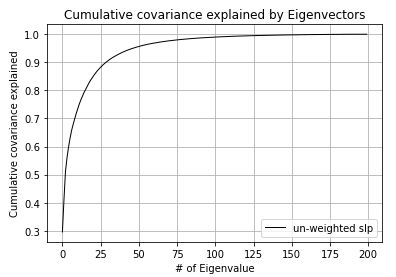 Cumulative covariance explained by Eigenvectors
Cumulative covariance explained
1.0
0.9
0.8
0.7
0.6
0.5
0.4
0.3
un-weighted slp
0 25 50 75 100 125 150 175 200
# of Eigenvalue